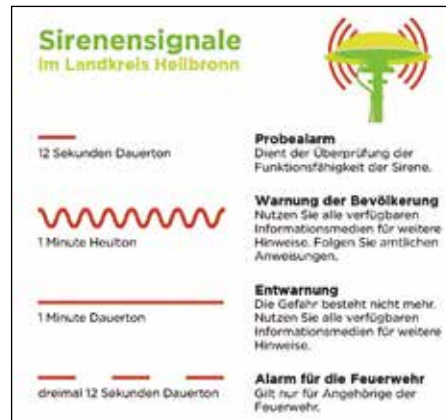 Sirenensignale
im Landkreis Heilbronn
12 Sekunden Dauerton
Probealarm
Dient der Überprüfung der
Funktionsfähigkeit der Sirene.
1 Minute Heulton
Warnung der Bevölkerung
Nutzen Sie alle verfügbaren
Informationsmedien für weitere
Hinweise. Folgen Sie amtlichen
Anweisungen.
1 Minute Dauerton
Entwarnung
Die Gefahr besteht nicht mehr.
Nutzen Sie alle verfügbaren
Informationsmedien für weitere
Hinweise.
dreimal 12 Sekunden Dauerton
Alarm für die Feuerwehr
Gilt nur für Angehörige der
Feuerwehr.